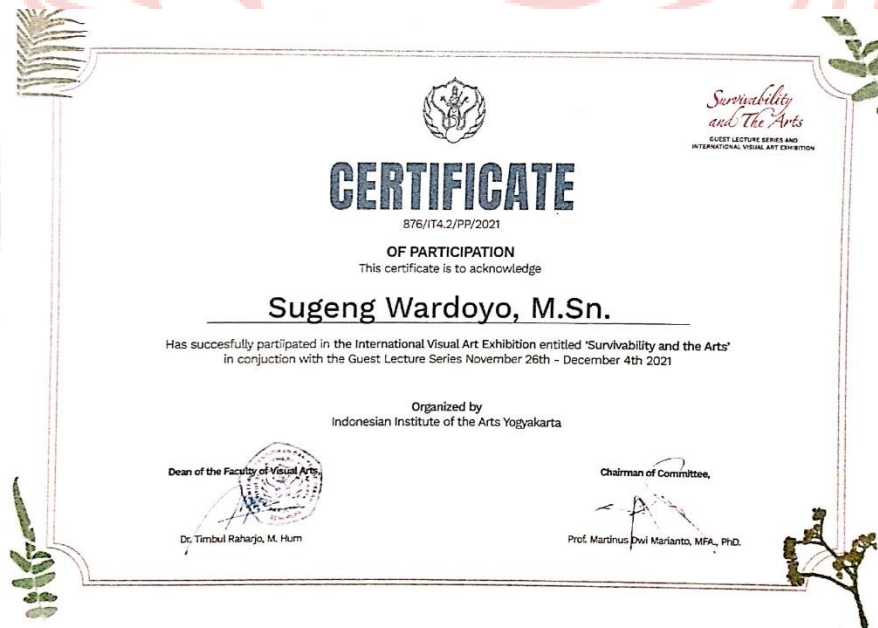 Survivability
and The Arts
GUEST LECTURE SERIES AND
INTERNATIONAL VISUAL ART EXHIBITION
CERTIFICATE
876/IT4.2/PP/2021
OF PARTICIPATION
This certificate is to acknowledge
Sugeng Wardoyo, M.Sn.
Has succesfully partiipated in the International Visual Art Exhibition entitled 'Survivability and the Arts'
in conjuction with the Guest Lecture Series November 26th - December 4th 2021
Organized by
Indonesian Institute of the Arts Yogyakarta
Dean of the Faculty of Visual Arts,
Dr. Timbul Raharjo, M. Hum
Chairman of Committee,
Prof. Martinus Dwi Marianto, MFA., PhD.